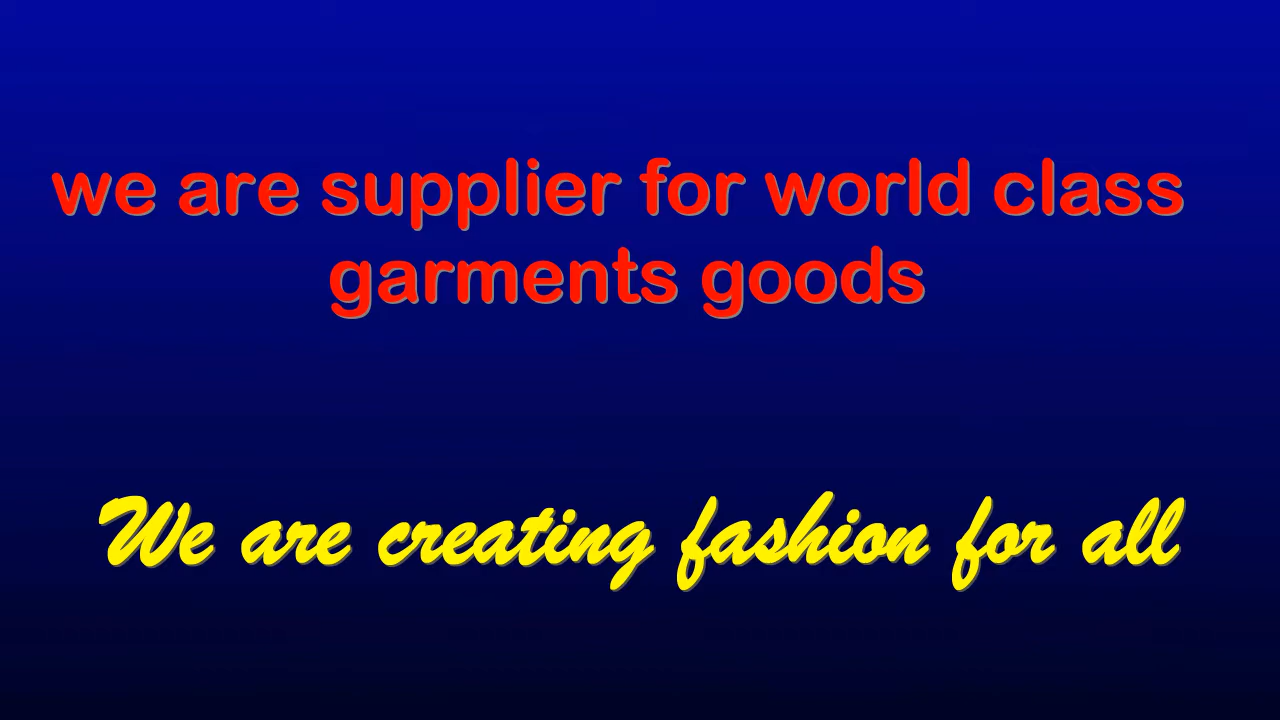 we are supplier for world class
garments goods
We are creating fashion for all